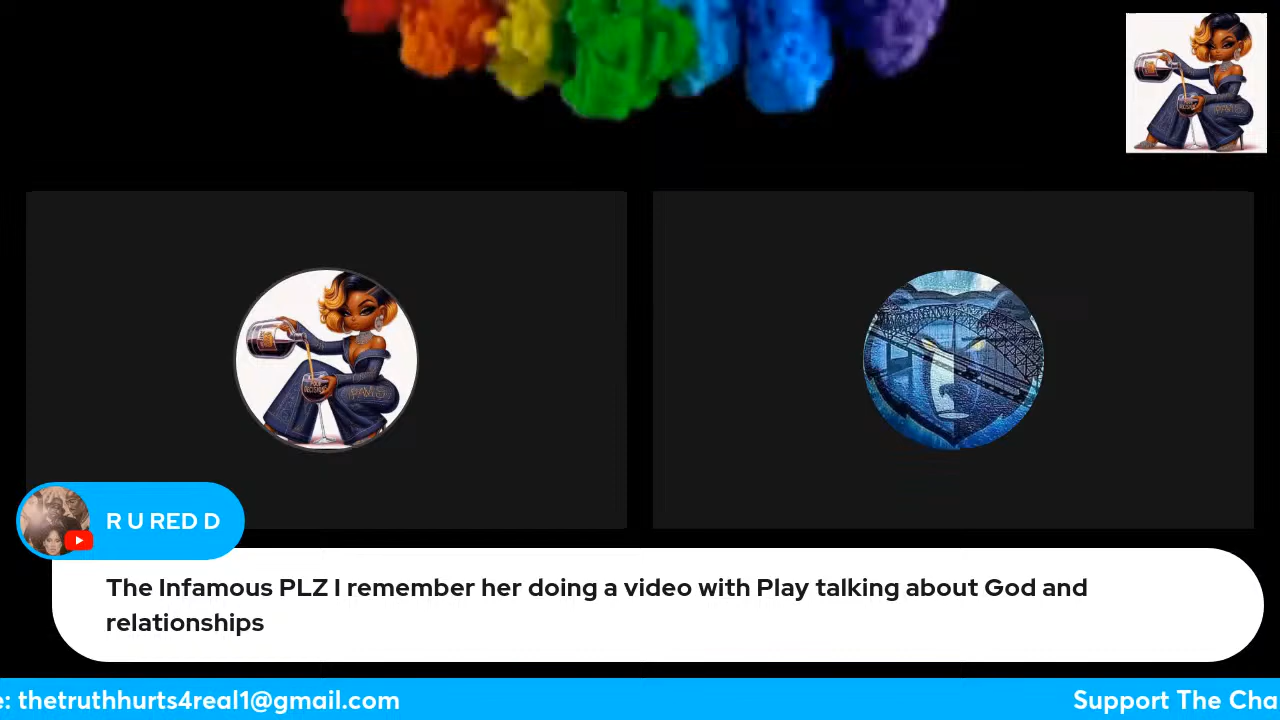 R U RED D
The Infamous PLZ I remember her doing a video with Play talking about God and
relationships
e: thetruthhurts4real1@gmail.com
Support The Cha